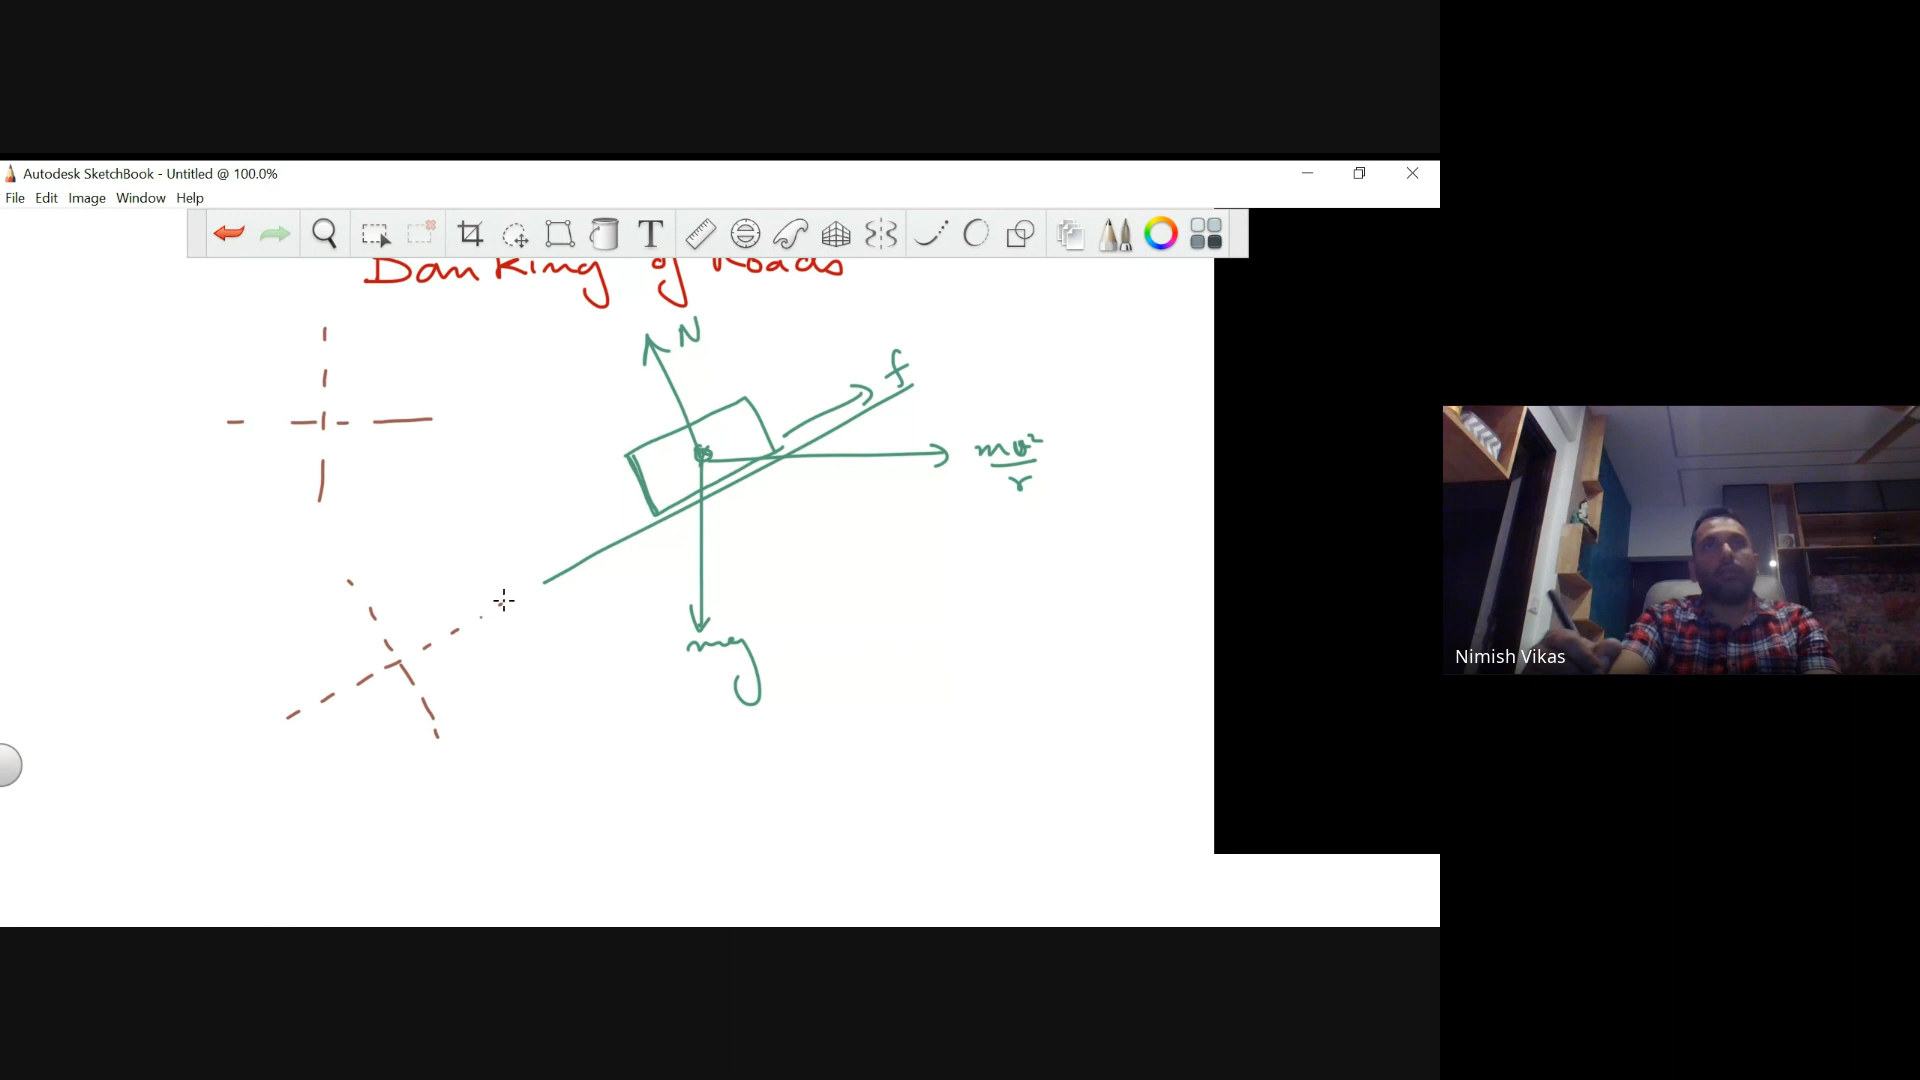 Autodesk SketchBook - Untitled @ 100.0%
File Edit Image Window Help
T
Banking of Roads
N
f
mv²
r
mg
Nimish Vikas